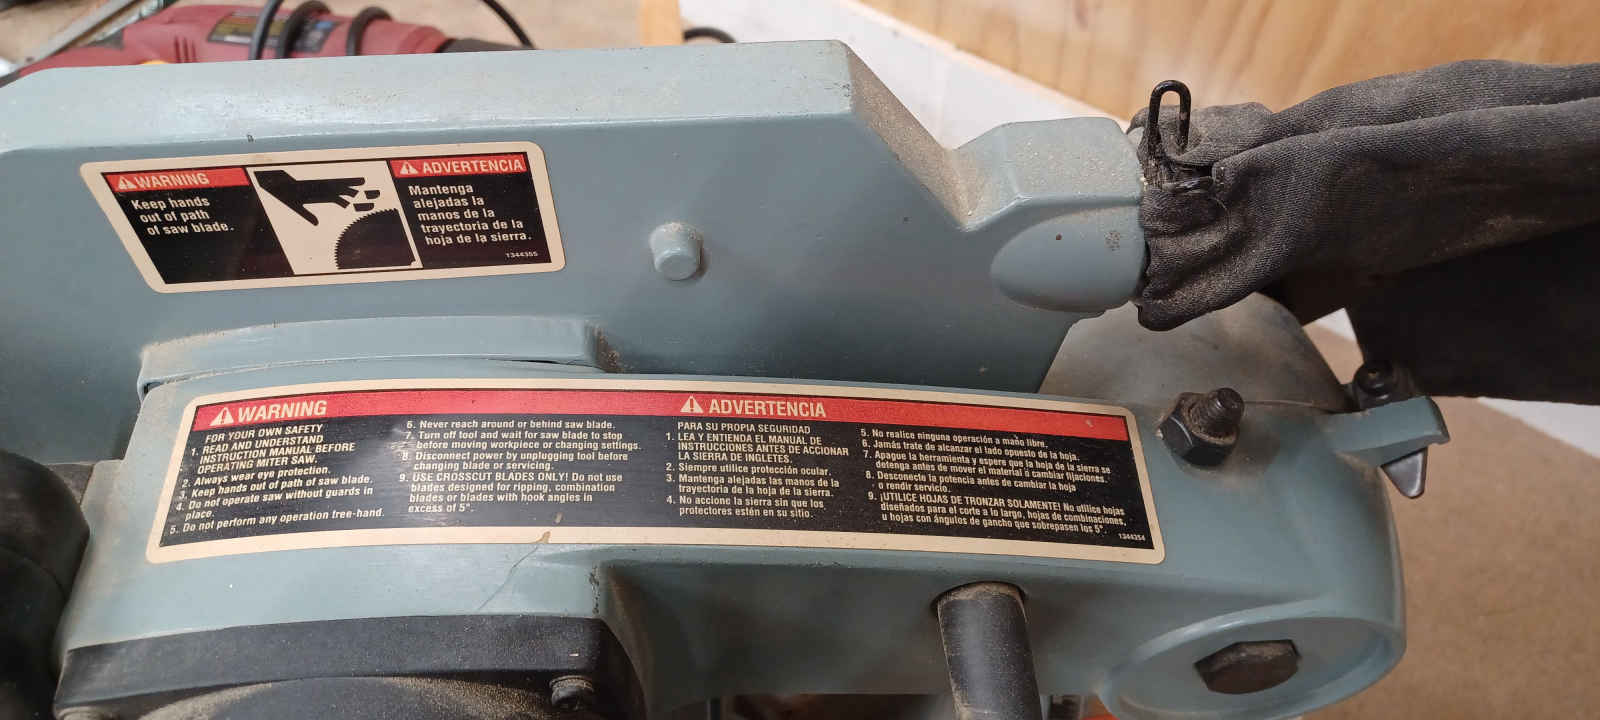 WARNING
Keep hands
out of path
of saw blade.
ADVERTENCIA
Mantenga
alejadas la
manos de la
trayectoria de la
hoja de la sierra.
1344355
WARNING
FOR YOUR OWN SAFETY
1. READ AND UNDERSTAND
INSTRUCTION MANUAL BEFORE
OPERATING MITER SAW.
2. Always wear eye protection.
3. Keep hands out of path of saw blade.
4. Do not operate saw without guards in
place.
5. Do not perform any operation free-hand.
6. Never reach around or behind saw blade.
7. Turn off tool and wait for saw blade to stop
before moving workpiece or changing settings.
8. Disconnect power by unplugging tool before
changing blade or servicing.
9. USE CROSSCUT BLADES ONLY! Do not use
blades designed for ripping, combination
blades or blades with hook angles in
excess of 5°.
ADVERTENCIA
PARA SU PROPIA SEGURIDAD
1. LEA Y ENTIENDA EL MANUAL DE
INSTRUCCIONES ANTES DE ACCIONAR
LA SIERRA DE INGLETES.
2. Siempre utilice protección ocular.
3. Mantenga alejadas las manos de la
trayectoria de la hoja de la sierra.
4. No accione la sierra sin que los
protectores estén en su sitio.
5. No realice ninguna operación a mano libre.
6. Jamás trate de alcanzar el lado opuesto de la hoja.
7. Apague la herramienta y espere que la hoja de la sierra se
detenga antes de mover el material o cambiar fijaciones.
8. Desconecte la potencia antes de cambiar la hoja
o rendir servicio.
9. ¡UTILICE HOJAS DE TRONZAR SOLAMENTE! No utilice hojas
diseñados para el corte a lo largo, hojas de combinaciones,
u hojas con ángulos de gancho que sobrepasen los 5°.
1344354